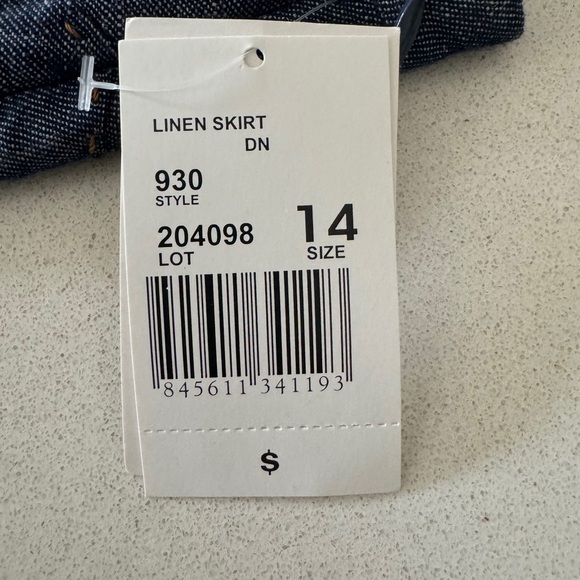 LINEN SKIRT
DN
930
STYLE
204098 14
LOT SIZE
845611 341193
$